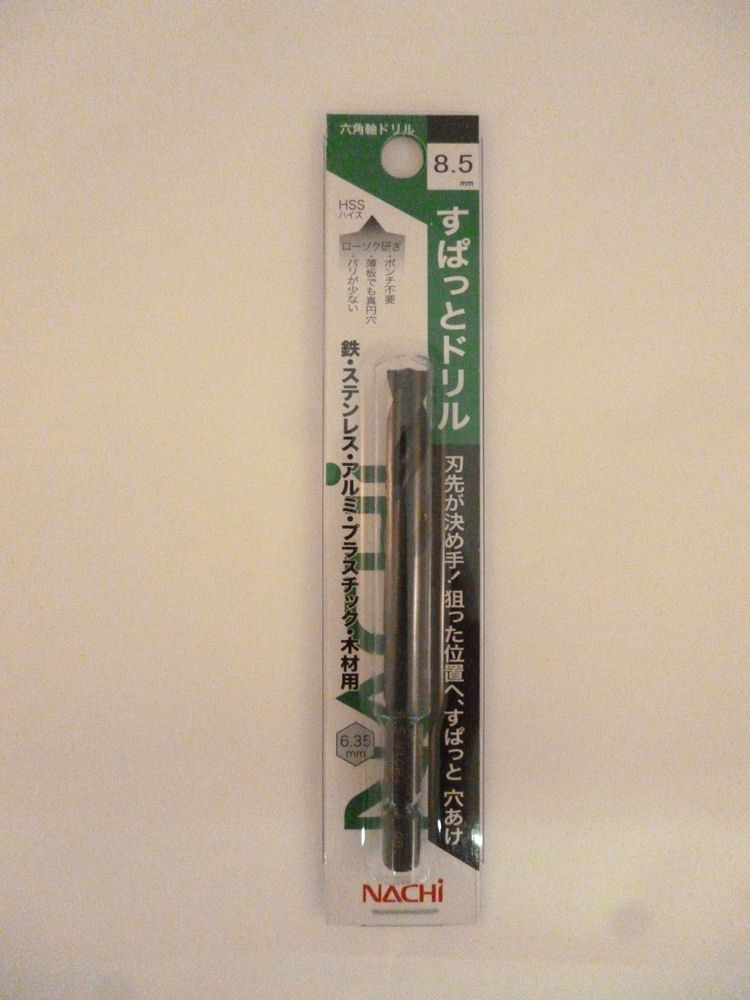 六角軸ドリル
8.5
mm
HSS
ハイス
ローソク研ぎ
・ポンチ不要
・薄板でも真円穴
・バリが少ない
すぱっとドリル
刃先が決め手！狙った位置へ、すぱっと 穴あけ
鉄・ステンレス・アルミ・プラスチック・木材用
6.35
mm
NACHi